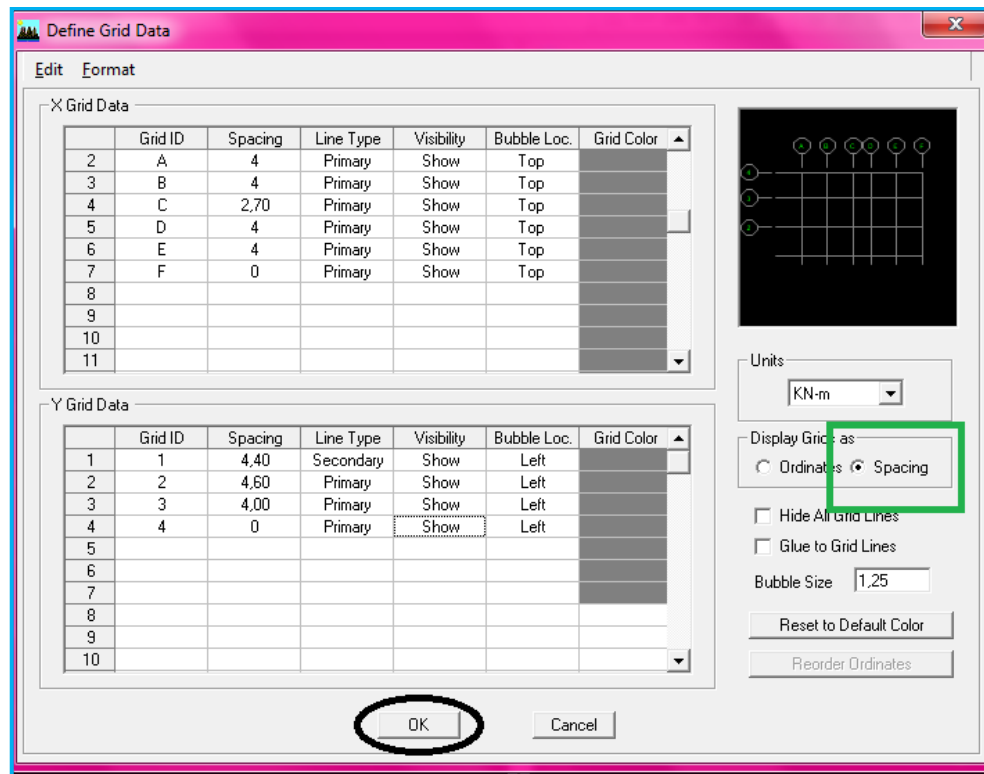 Define Grid Data
Edit Format
X Grid Data
Grid ID Spacing Line Type Visibility Bubble Loc. Grid Color
2 A 4 Primary Show Top
3 B 4 Primary Show Top
4 C 2,70 Primary Show Top
5 D 4 Primary Show Top
6 E 4 Primary Show Top
7 F 0 Primary Show Top
8
9
10
11
Units
KN-m
Y Grid Data
Grid ID Spacing Line Type Visibility Bubble Loc. Grid Color
1 1 4,40 Secondary Show Left
2 2 4,60 Primary Show Left
3 3 4,00 Primary Show Left
4 4 0 Primary Show Left
5
6
7
8
9
10
Display Grids as
Ordinates Spacing
Hide All Grid Lines
Glue to Grid Lines
Bubble Size 1,25
Reset to Default Color
Reorder Ordinates
OK Cancel